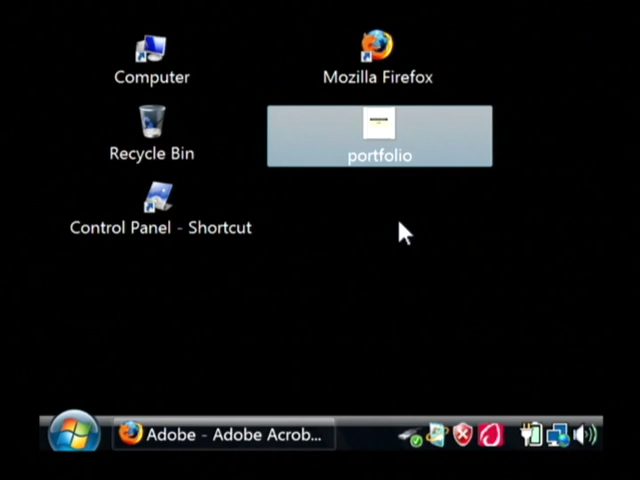 Computer
Mozilla Firefox
Recycle Bin
portfolio
Control Panel - Shortcut
Adobe - Adobe Acrob...